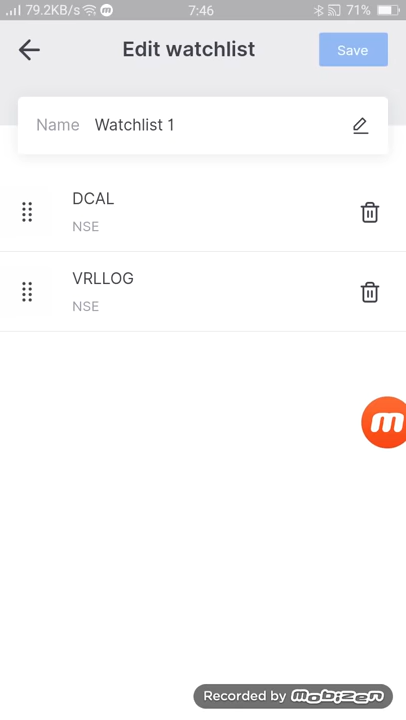 79.2KB/s 7:46 71%
Edit watchlist Save
Name Watchlist 1
DCAL
NSE
VRLLOG
NSE
m
Recorded by mobizen